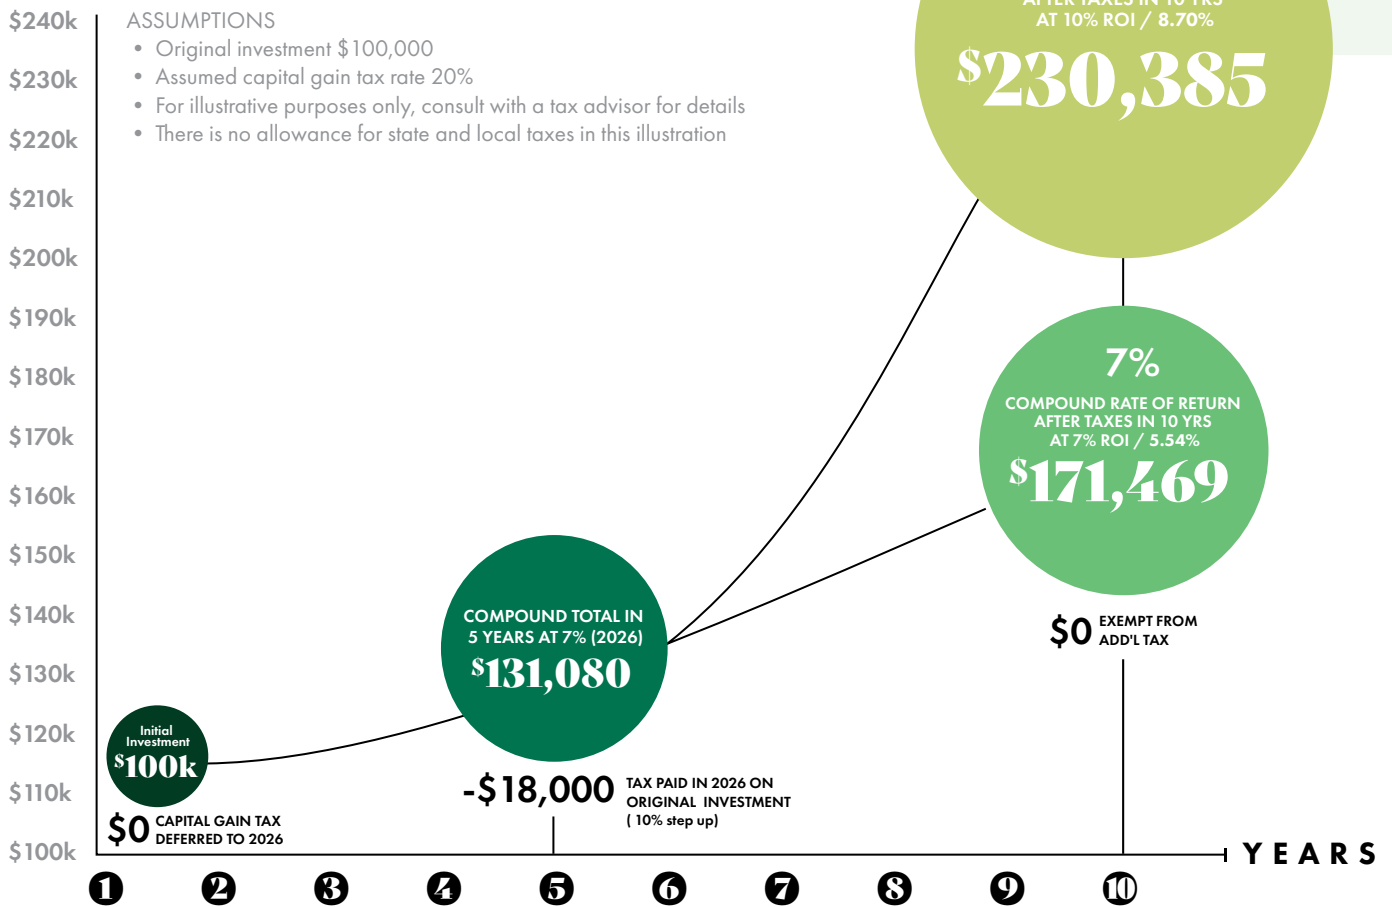 $240k
$230k
$220k
$210k
$200k
$190k
$180k
$170k
$160k
$150k
$140k
$130k
$120k
$110k
$100k
ASSUMPTIONS
• Original investment $100,000
• Assumed capital gain tax rate 20%
• For illustrative purposes only, consult with a tax advisor for details
• There is no allowance for state and local taxes in this illustration
AFTER TAXES IN 10 YRS
AT 10% ROI / 8.70%
$230,385
7%
COMPOUND RATE OF RETURN
AFTER TAXES IN 10 YRS
AT 7% ROI / 5.54%
$171,469
$0 EXEMPT FROM
ADD'L TAX
COMPOUND TOTAL IN
5 YEARS AT 7% (2026)
$131,080
-$18,000 TAX PAID IN 2026 ON
ORIGINAL INVESTMENT
( 10% step up)
Initial
Investment
$100k
$0 CAPITAL GAIN TAX
DEFERRED TO 2026
1 2 3 4 5 6 7 8 9 10
YEARS